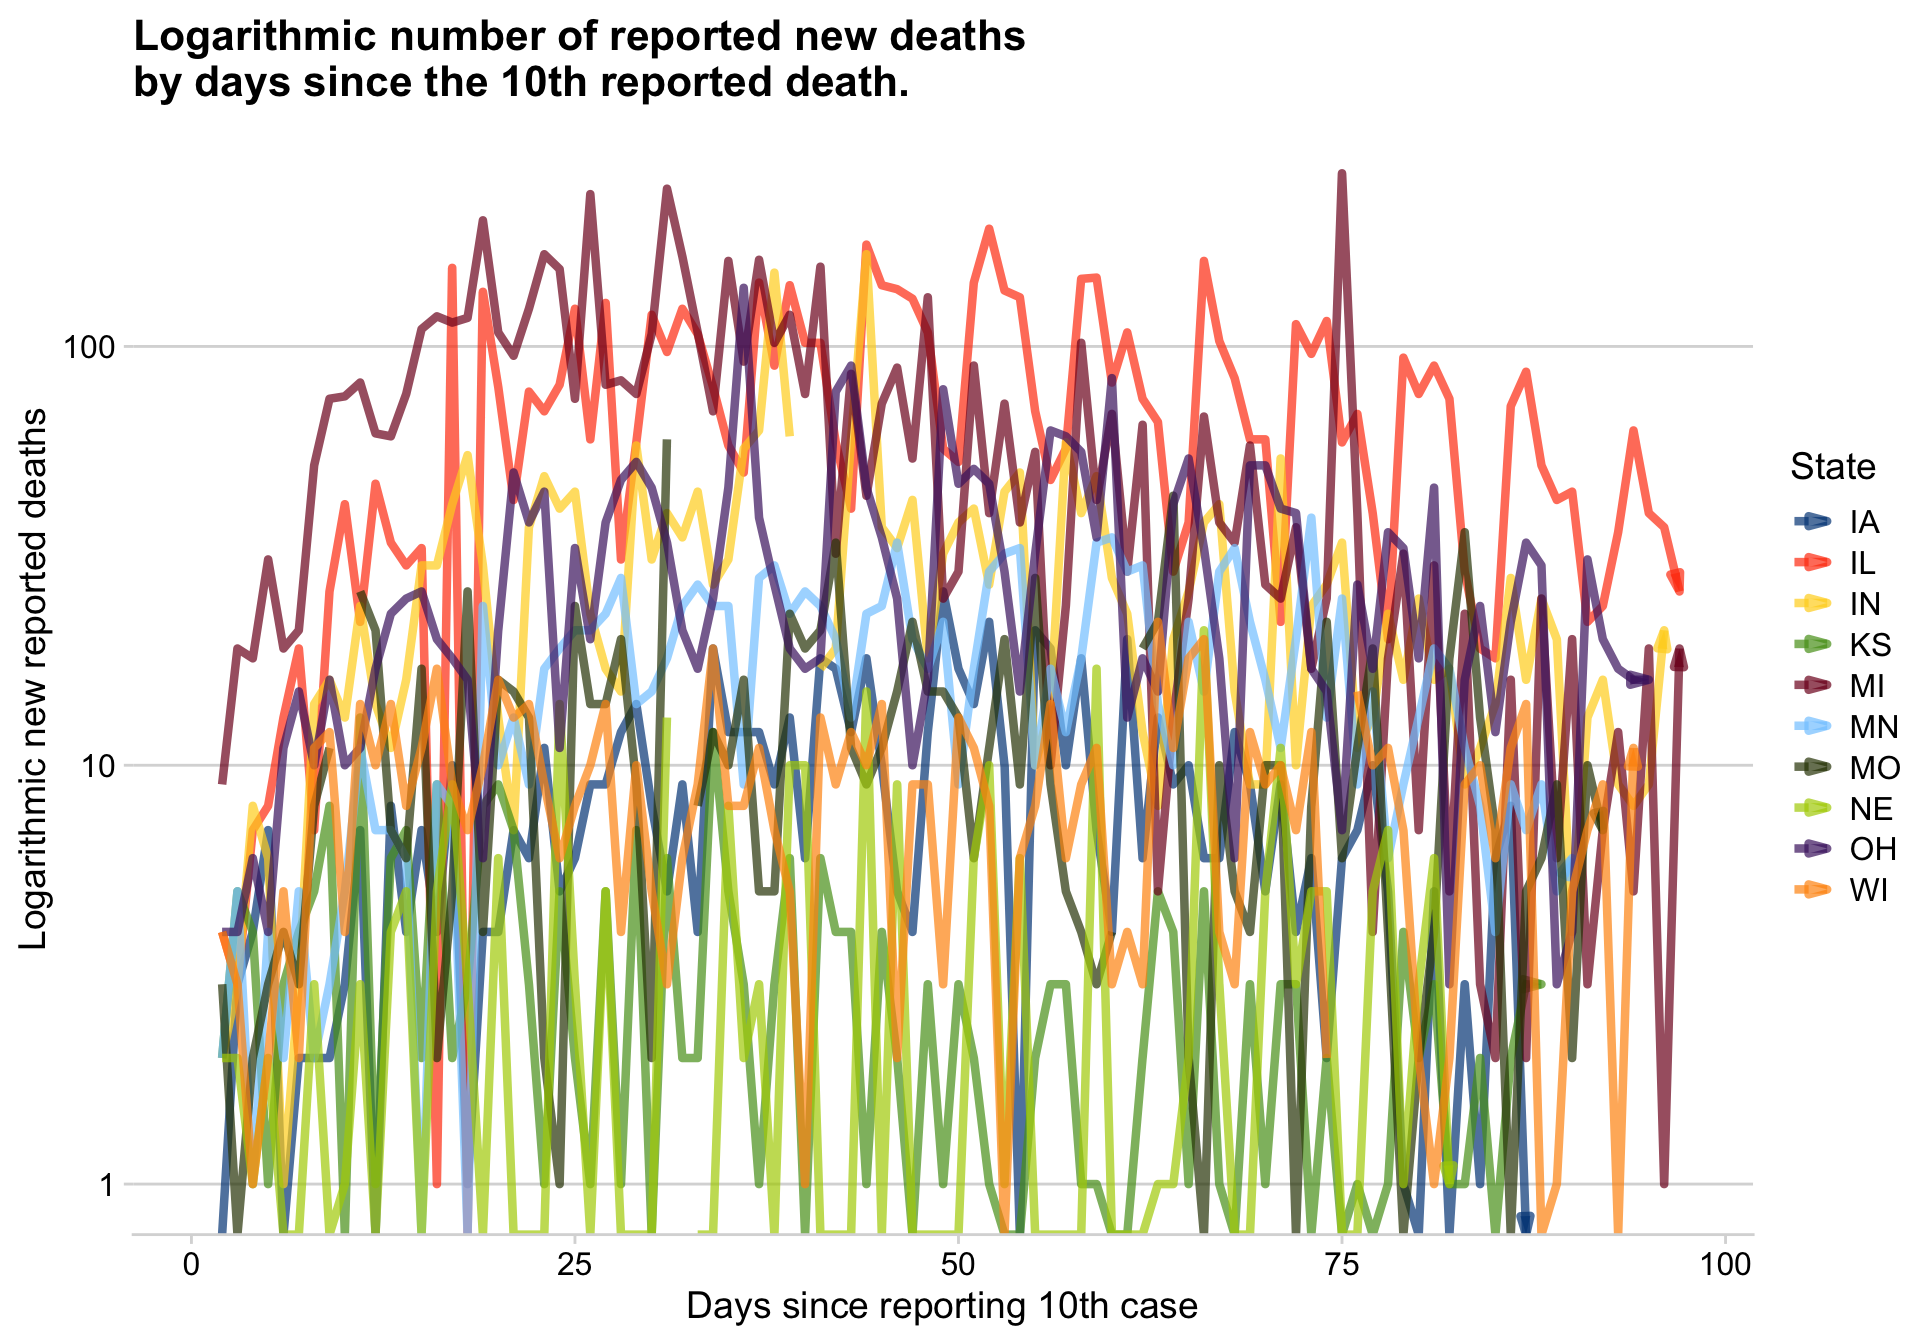 Logarithmic number of reported new deaths
by days since the 10th reported death.
Logarithmic new reported deaths
100
10
1
0
25
50
75
100
Days since reporting 10th case
State
IA
IL
IN
KS
MI
MN
MO
NE
OH
WI